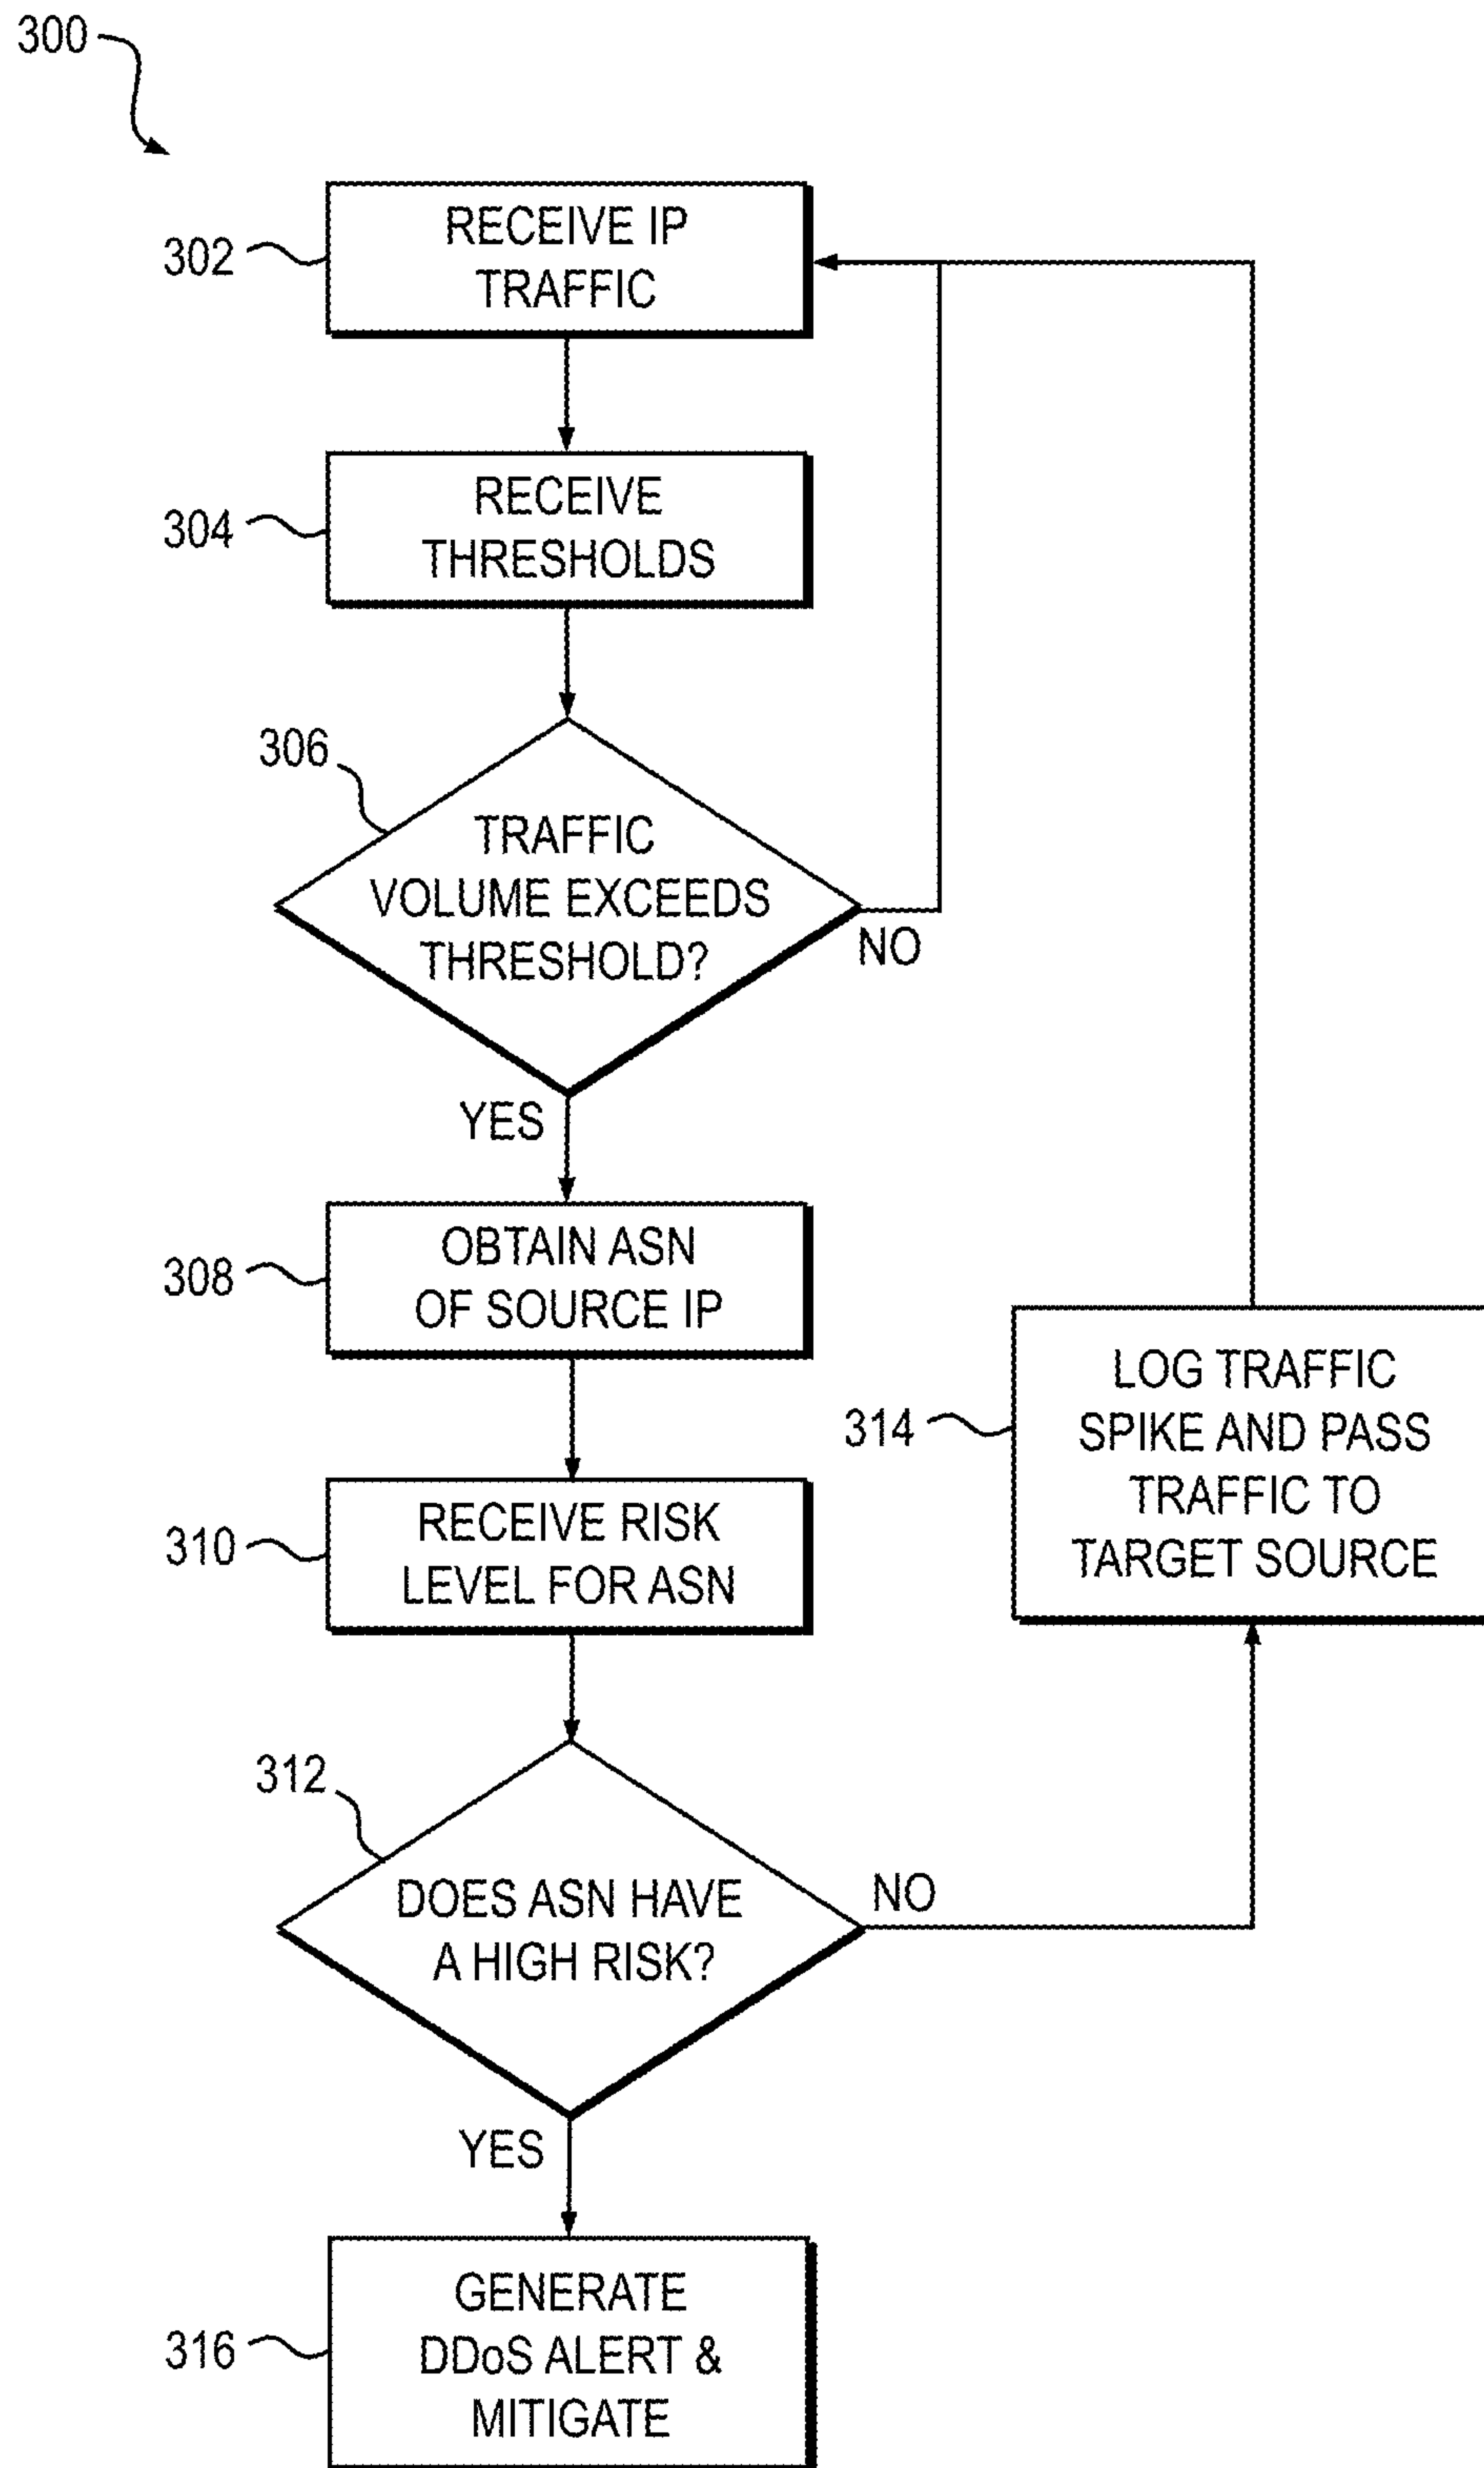 300
302
RECEIVE IP
TRAFFIC
304
RECEIVE
THRESHOLDS
306
TRAFFIC
VOLUME EXCEEDS
THRESHOLD?
NO
YES
308
OBTAIN ASN
OF SOURCE IP
310
RECEIVE RISK
LEVEL FOR ASN
314
LOG TRAFFIC
SPIKE AND PASS
TRAFFIC TO
TARGET SOURCE
312
DOES ASN HAVE
A HIGH RISK?
NO
YES
316
GENERATE
DDoS ALERT &
MITIGATE